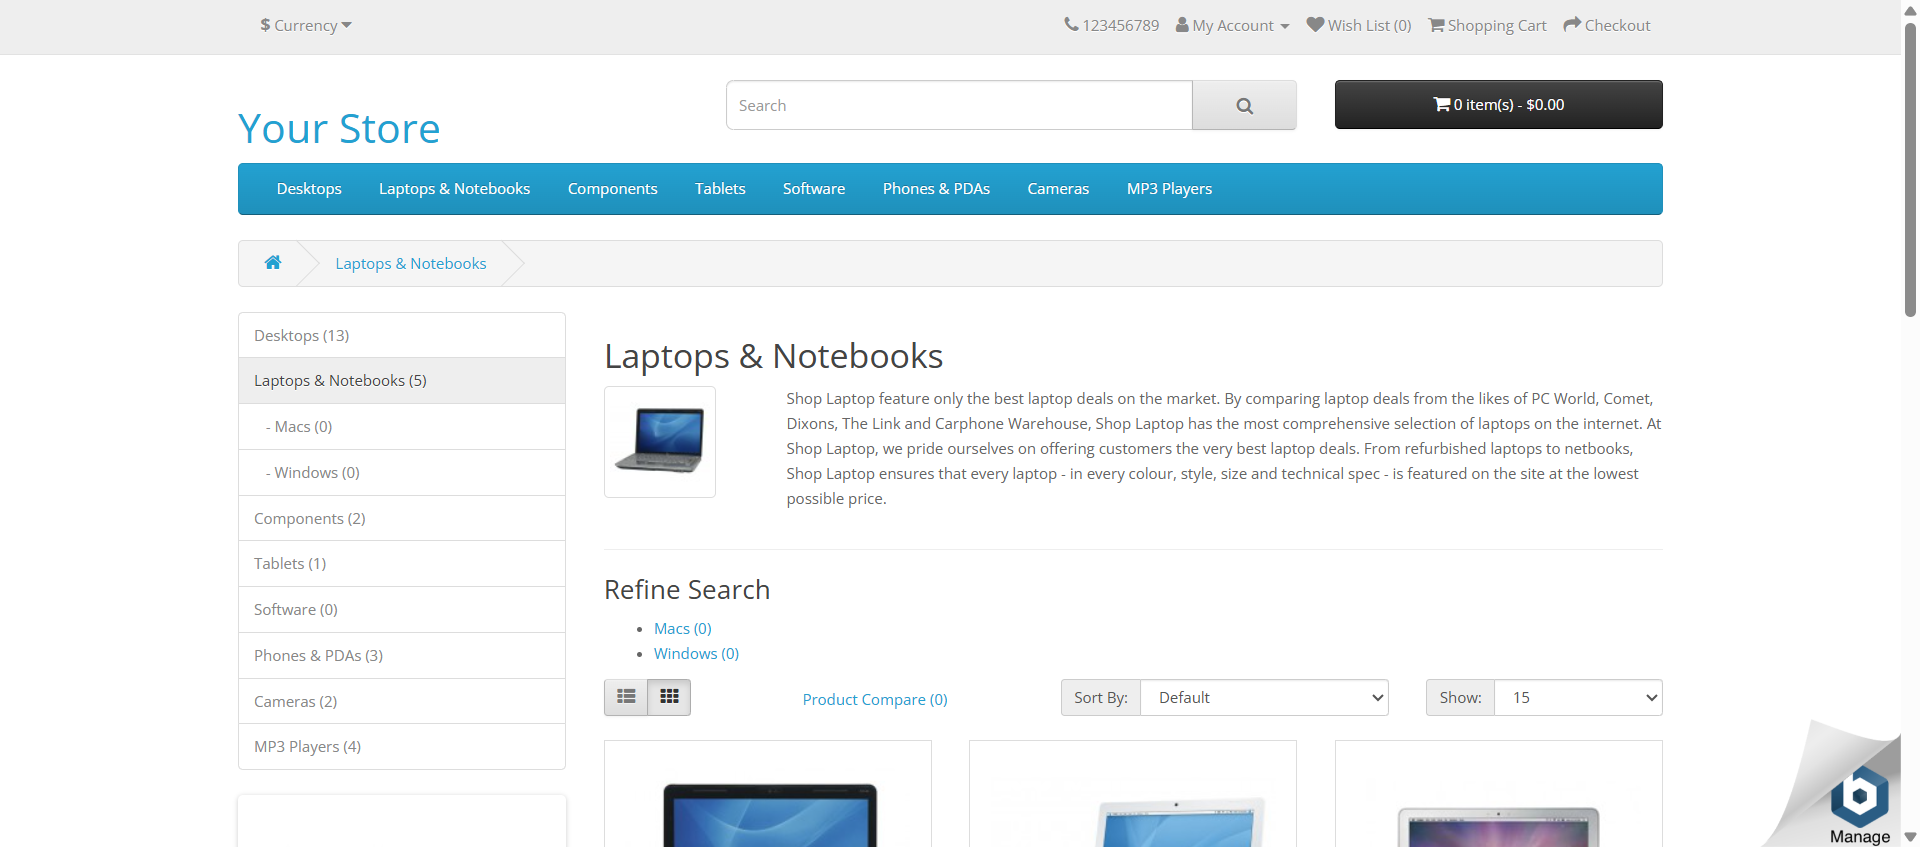 $ Currency
123456789 My Account Wish List (0) Shopping Cart Checkout
Your Store
Search
0 item(s) - $0.00
Desktops Laptops & Notebooks Components Tablets Software Phones & PDAs Cameras MP3 Players
Laptops & Notebooks
Desktops (13)
Laptops & Notebooks (5)
- Macs (0)
- Windows (0)
Components (2)
Tablets (1)
Software (0)
Phones & PDAs (3)
Cameras (2)
MP3 Players (4)
Laptops & Notebooks
Shop Laptop feature only the best laptop deals on the market. By comparing laptop deals from the likes of PC World, Comet,
Dixons, The Link and Carphone Warehouse, Shop Laptop has the most comprehensive selection of laptops on the internet. At
Shop Laptop, we pride ourselves on offering customers the very best laptop deals. From refurbished laptops to netbooks,
Shop Laptop ensures that every laptop - in every colour, style, size and technical spec - is featured on the site at the lowest
possible price.
Refine Search
Macs (0)
Windows (0)
Product Compare (0)
Sort By: Default
Show: 15
Manage